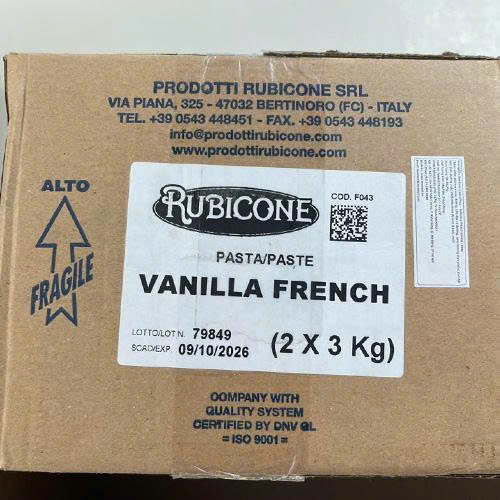 PRODOTTI RUBICONE SRL
VIA PIANA, 325 - 47032 BERTINORO (FC) - ITALY
TEL. +39 0543 448451 - FAX. +39 0543 448193
info@prodottirubicone.com
www.prodottirubicone.com
ALTO
FRAGILE
RUBICONE
COD. F043
PASTA/PASTE
VANILLA FRENCH
LOTTO/LOT N. 79849
SCAD/EXP. 09/10/2026
(2 X 3 Kg)
COMPANY WITH
QUALITY SYSTEM
CERTIFIED BY DNV GL
= ISO 9001 =